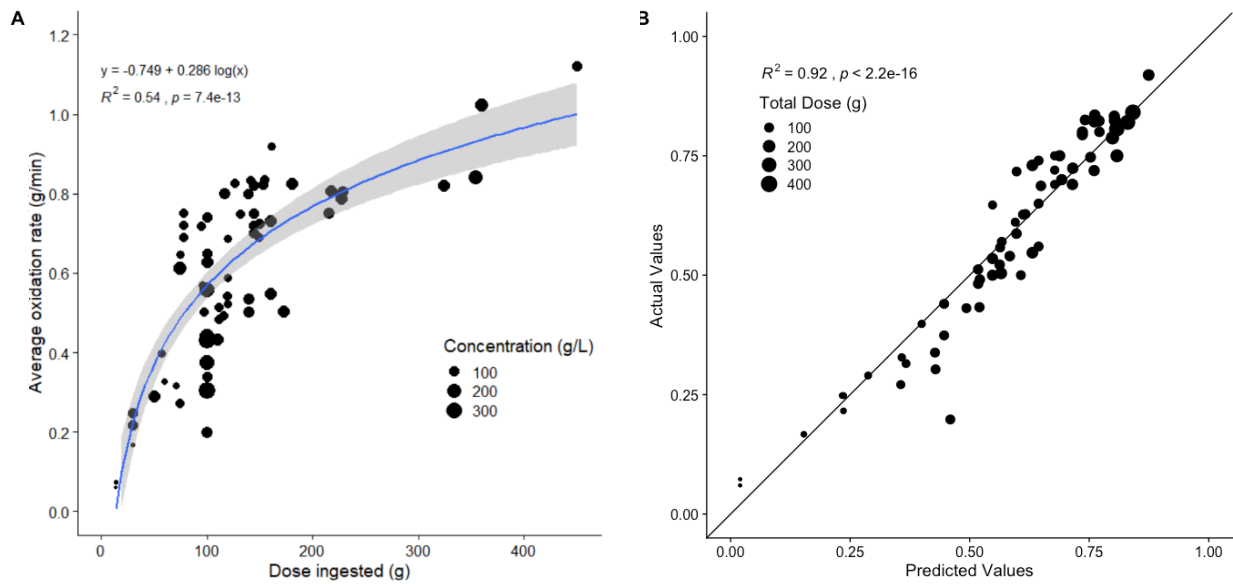 A
y = -0.749 + 0.286 log(x)
R² = 0.54 , p = 7.4e-13
Average oxidation rate (g/min)
1.2
1.0
0.8
0.6
0.4
0.2
0.0
Concentration (g/L)
100
200
300
0
100
200
300
400
Dose ingested (g)
B
R² = 0.92 , p < 2.2e-16
Total Dose (g)
100
200
300
400
Actual Values
1.00
0.75
0.50
0.25
0.00
0.00
0.25
0.50
0.75
1.00
Predicted Values